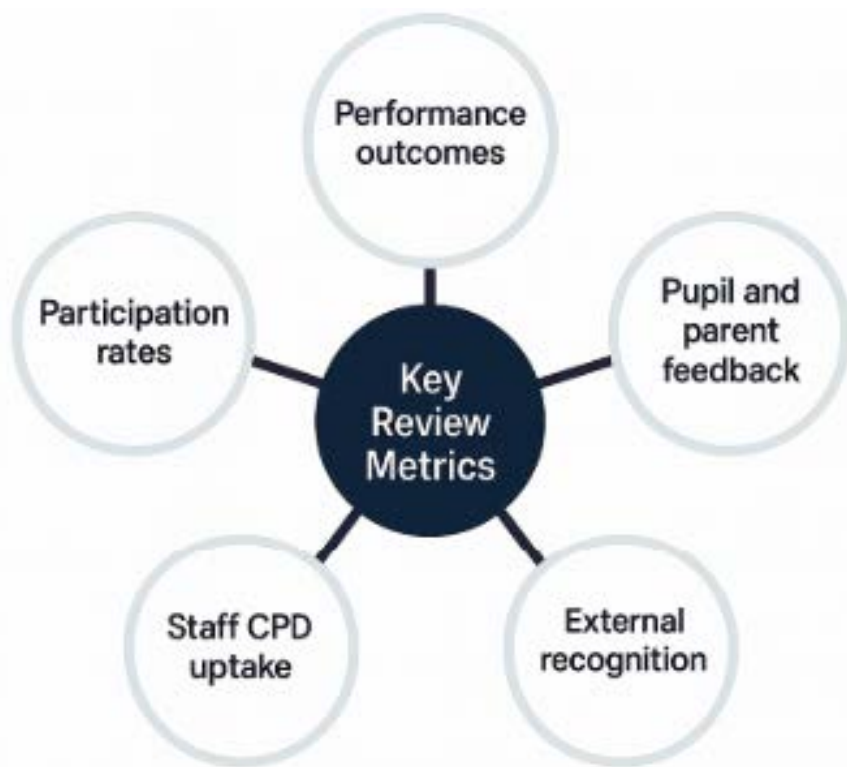 Performance
outcomes
Participation
rates
Pupil and
parent
feedback
Key
Review
Metrics
Staff CPD
uptake
External
recognition